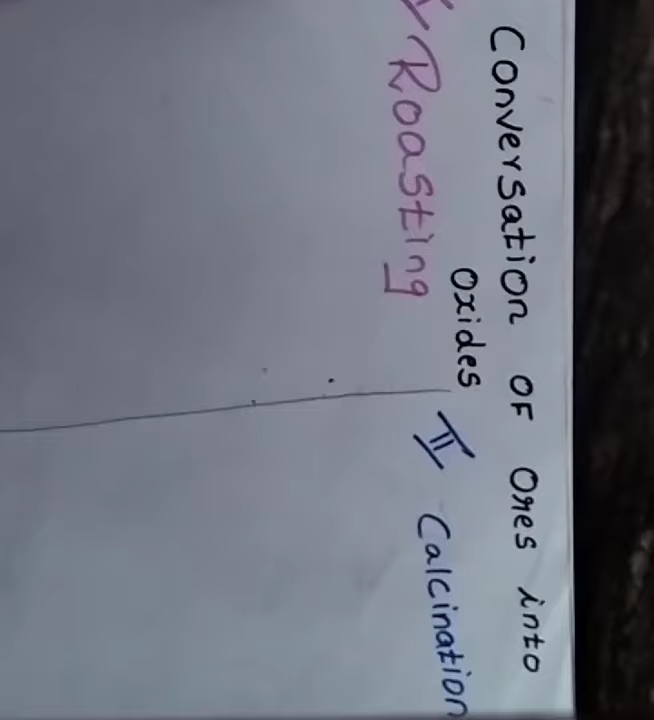 Conversation OF Ores into
Oxides
Roasting
II Calcination